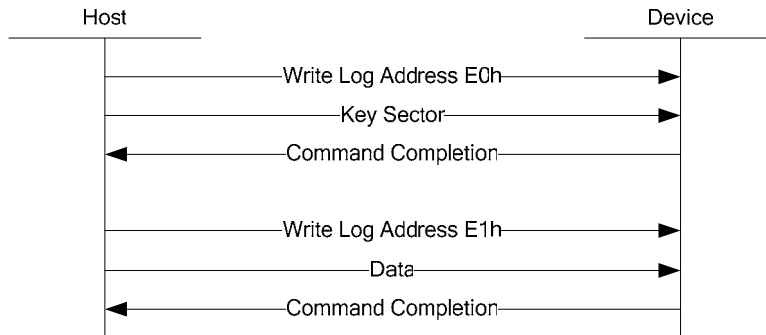 Host
Device
Write Log Address E0h
Key Sector
Command Completion
Write Log Address E1h
Data
Command Completion